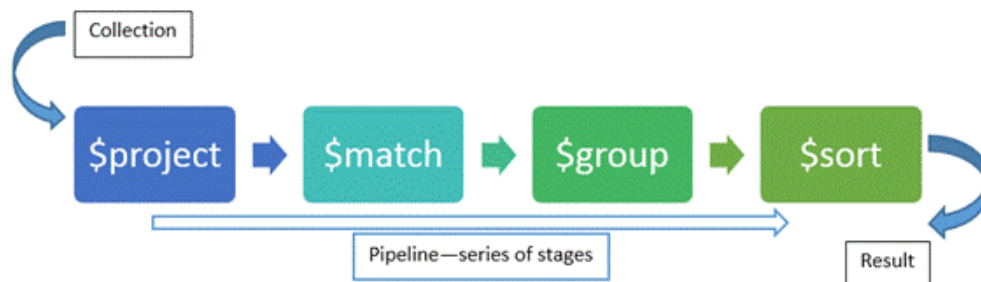 Collection
$project
$match
$group
$sort
Pipeline—series of stages
Result